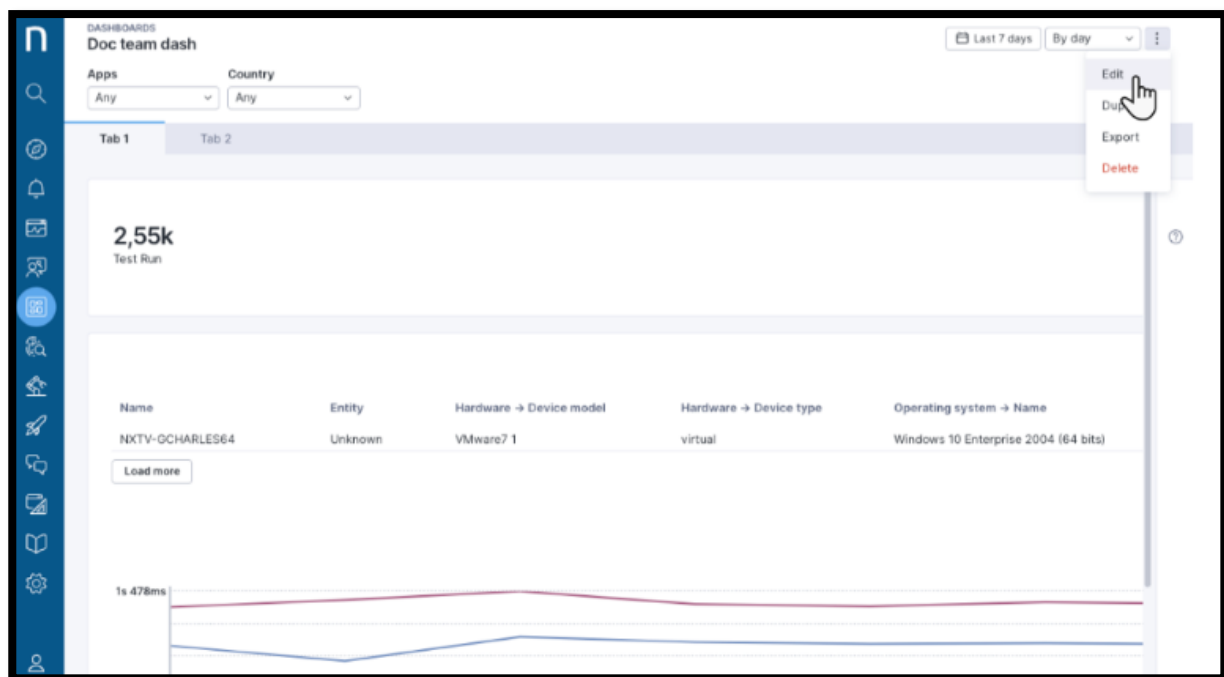 DASHBOARDS
Doc team dash
Last 7 days
By day
Apps
Country
Any
Any
Edit
Export
Delete
Tab 1
Tab 2
2,55k
Test Run
Name Entity Hardware → Device model Hardware → Device type Operating system → Name
NXTV-GCHARLES64 Unknown VMware7 1 virtual Windows 10 Enterprise 2004 (64 bits)
Load more
1s 478ms